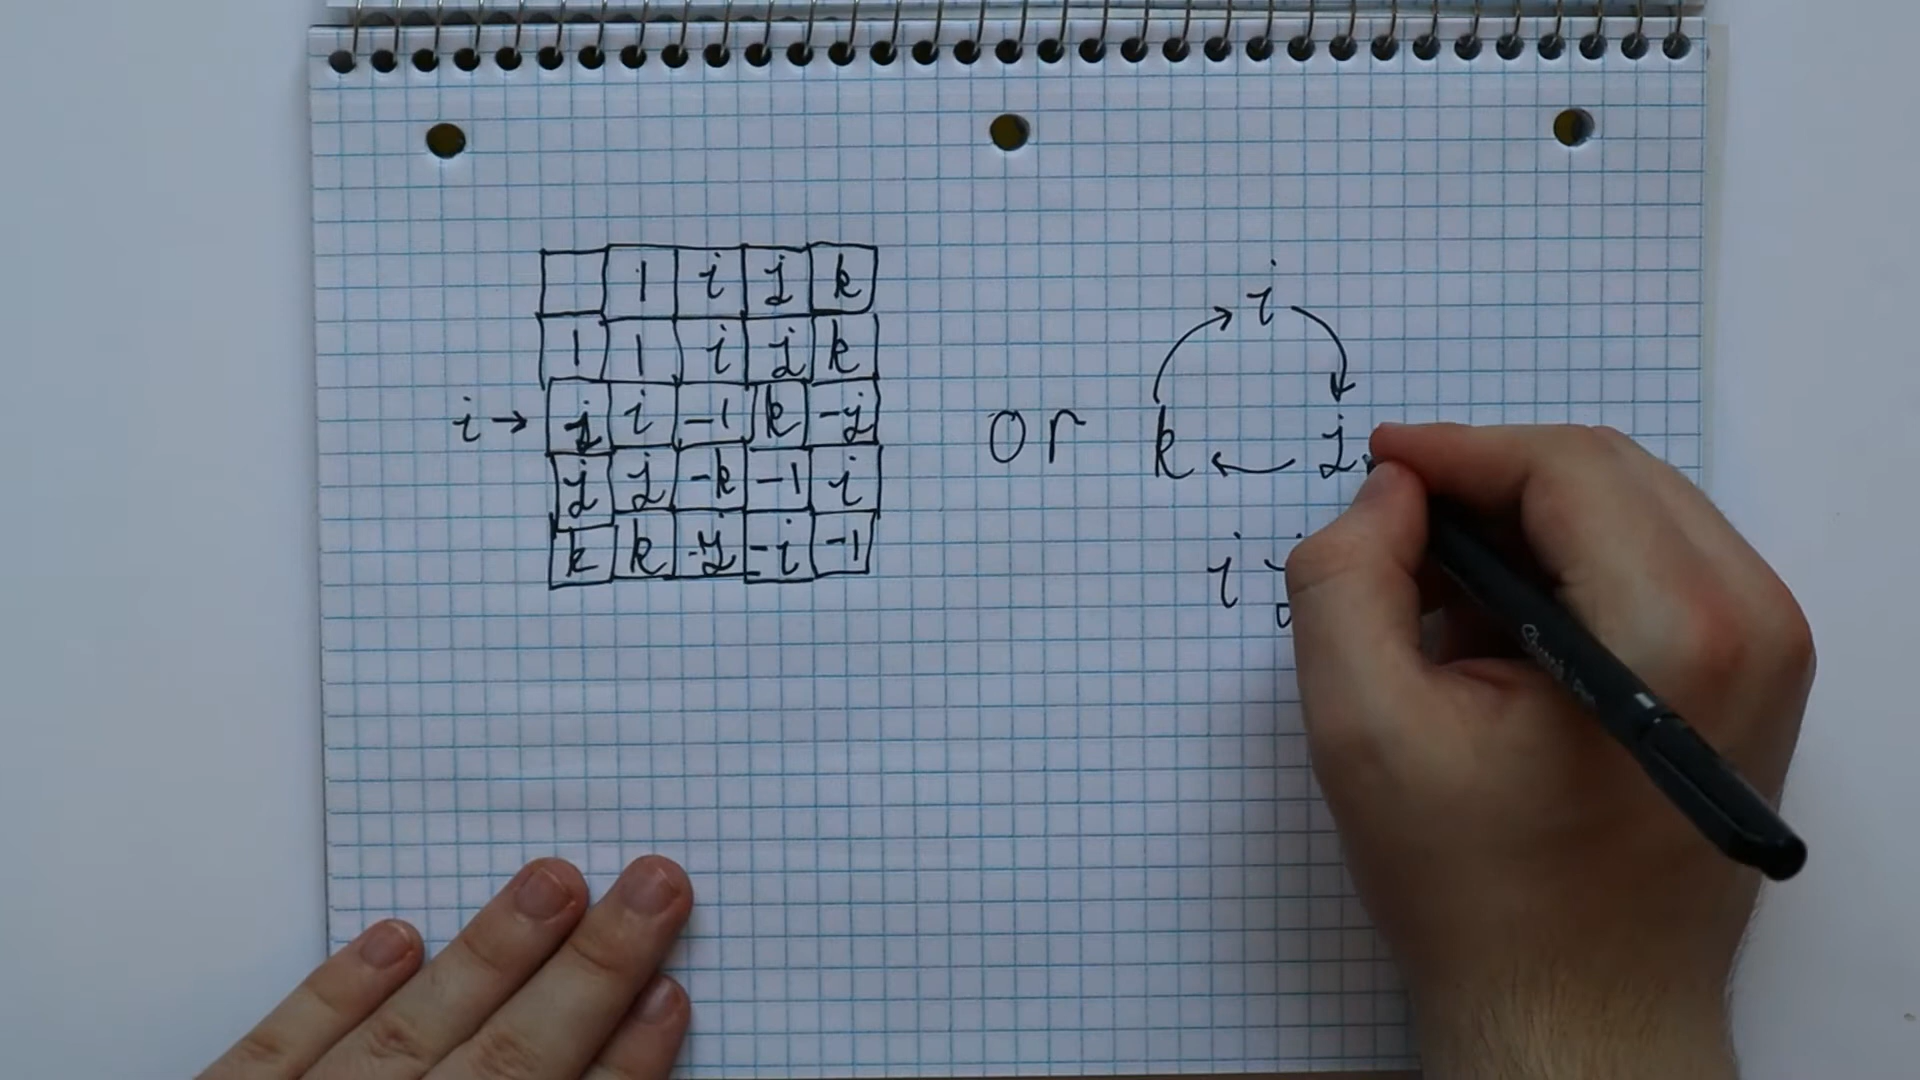 1 i j k
1 1 i j k
i → j i -1 k -j
j j -k -1 i
k k -j -i -1
or
i
k j
i j